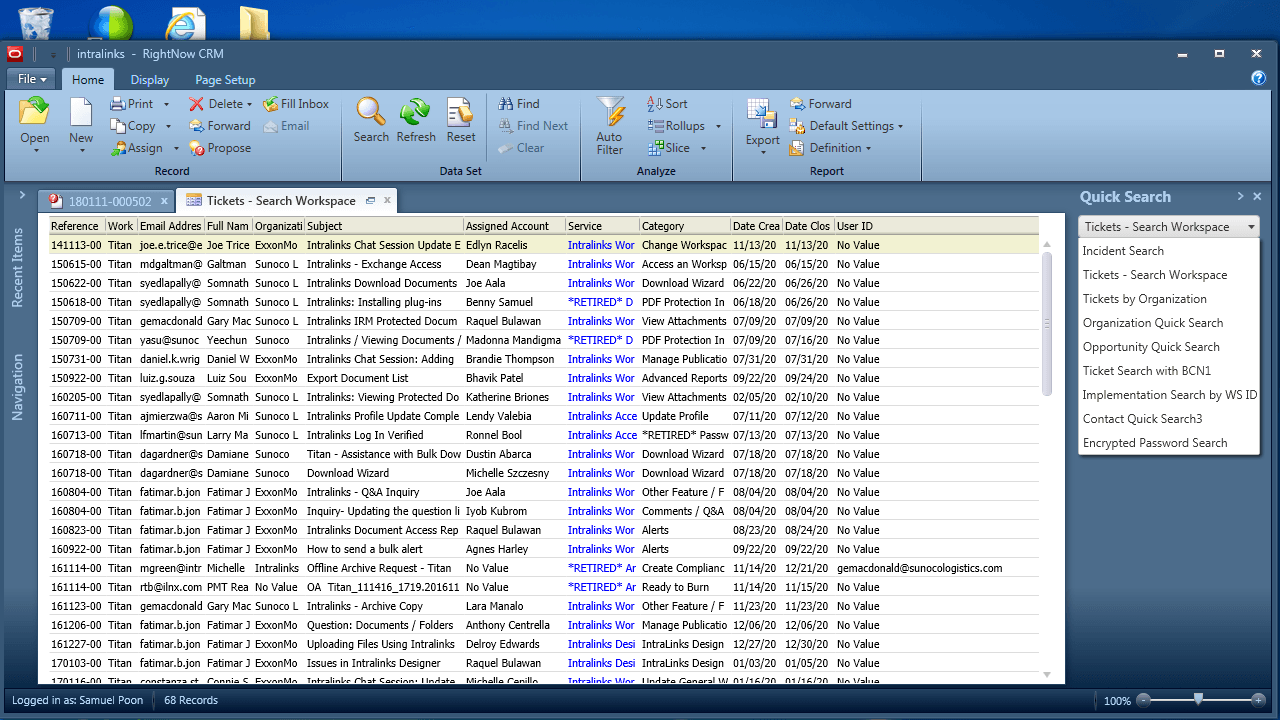 intralinks - RightNow CRM
File Home Display Page Setup
Open New Print Copy Assign Delete Forward Propose Fill Inbox Email
Record
Search Refresh Reset Find Find Next Clear
Data Set
Auto Filter Sort Rollups Slice
Analyze
Export Forward Default Settings Definition
Report
Recent Items
Navigation
180111-000502 x Tickets - Search Workspace x
Reference Work Email Addres Full Nam Organizati Subject Assigned Account Service Category Date Crea Date Clos User ID
141113-00 Titan joe.e.trice@e Joe Trice ExxonMo Intralinks Chat Session Update E Edlyn Racelis Intralinks Wor Change Workspac 11/13/20 11/13/20 No Value
150615-00 Titan mdgaltman@ Galtman Sunoco L Intralinks - Exchange Access Dean Magtibay Intralinks Wor Access an Works 06/15/20 06/15/20 No Value
150622-00 Titan syedlapally@ Somnath Sunoco L Intralinks Download Documents Joe Aala Intralinks Wor Download Wizard 06/22/20 06/26/20 No Value
150618-00 Titan syedlapally@ Somnath Sunoco L Intralinks: Installing plug-ins Benny Samuel *RETIRED* D PDF Protection In 06/18/20 06/26/20 No Value
150709-00 Titan gemacdonald Gary Mac Sunoco L Intralinks IRM Protected Docum Raquel Bulawan Intralinks Wor View Attachments 07/09/20 07/09/20 No Value
150709-00 Titan yasu@sunoc Yeechun Sunoco Intralinks / Viewing Documents / Madonna Mandigma *RETIRED* D PDF Protection In 07/09/20 07/16/20 No Value
150731-00 Titan daniel.k.wrig Daniel W ExxonMo Intralinks Chat Session: Adding Brandie Thompson Intralinks Wor Manage Publicatio 07/31/20 07/31/20 No Value
150922-00 Titan luiz.g.souza Luiz Sou ExxonMo Export Document List Bhavik Patel Intralinks Wor Advanced Reports 09/22/20 09/24/20 No Value
160205-00 Titan syedlapally@ Somnath Sunoco L Intralinks: Viewing Protected Do Katherine Briones Intralinks Wor View Attachments 02/05/20 02/10/20 No Value
160711-00 Titan ajmierzwa@s Aaron Mi Sunoco L Intralinks Profile Update Comple Lendy Valebia Intralinks Acce Update Profile 07/11/20 07/12/20 No Value
160713-00 Titan lfmartin@sun Larry Ma Sunoco L Intralinks Log In Verified Ronnel Bool Intralinks Acce *RETIRED* Passw 07/13/20 07/13/20 No Value
160718-00 Titan dagardner@s Damiane Sunoco Titan - Assistance with Bulk Dow Dustin Abarca Intralinks Wor Download Wizard 07/18/20 07/18/20 No Value
160718-00 Titan dagardner@s Damiane Sunoco Download Wizard Michelle Szczesny Intralinks Wor Download Wizard 07/18/20 07/18/20 No Value
160804-00 Titan fatimar.b.jon Fatimar J ExxonMo Intralinks - Q&A Inquiry Joe Aala Intralinks Wor Other Feature / F 08/04/20 08/04/20 No Value
160804-00 Titan fatimar.b.jon Fatimar J ExxonMo Inquiry- Updating the question li Iyob Kubrom Intralinks Wor Comments / Q&A 08/04/20 08/04/20 No Value
160823-00 Titan fatimar.b.jon Fatimar J ExxonMo Intralinks Document Access Rep Raquel Bulawan Intralinks Wor Alerts 08/23/20 08/24/20 No Value
160922-00 Titan fatimar.b.jon Fatimar J ExxonMo How to send a bulk alert Agnes Harley Intralinks Wor Alerts 09/22/20 09/22/20 No Value
161114-00 Titan mgreen@intr Michelle Intralinks Offline Archive Request - Titan No Value *RETIRED* Ar Create Complianc 11/14/20 12/21/20 gemacdonald@sunocologistics.com
161114-00 Titan rtb@ilnx.com PMT Rea No Value OA Titan_111416_1719.201611 No Value *RETIRED* Ar Ready to Burn 11/14/20 11/15/20 No Value
161123-00 Titan gemacdonald Gary Mac Sunoco L Intralinks - Archive Copy Lara Manalo Intralinks Wor Other Feature / F 11/23/20 11/23/20 No Value
161206-00 Titan fatimar.b.jon Fatimar J ExxonMo Question: Documents / Folders Anthony Centrella Intralinks Wor Manage Publicatio 12/06/20 12/06/20 No Value
161227-00 Titan fatimar.b.jon Fatimar J ExxonMo Uploading Files Using Intralinks Delroy Edwards Intralinks Desi IntraLinks Design 12/27/20 12/30/20 No Value
170103-00 Titan fatimar.b.jon Fatimar J ExxonMo Issues in Intralinks Designer Raquel Bulawan Intralinks Desi IntraLinks Design 01/03/20 01/05/20 No Value
170116-00 Titan constanza.st Connie S ExxonMo Intralinks Chat Session: Update Michelle Cenillo Intralinks Wor Update General W 01/16/20 01/16/20 No Value
Quick Search
Tickets - Search Workspace
Incident Search
Tickets - Search Workspace
Tickets by Organization
Organization Quick Search
Opportunity Quick Search
Ticket Search with BCN1
Implementation Search by WS ID
Contact Quick Search3
Encrypted Password Search
Logged in as: Samuel Poon 68 Records 100%